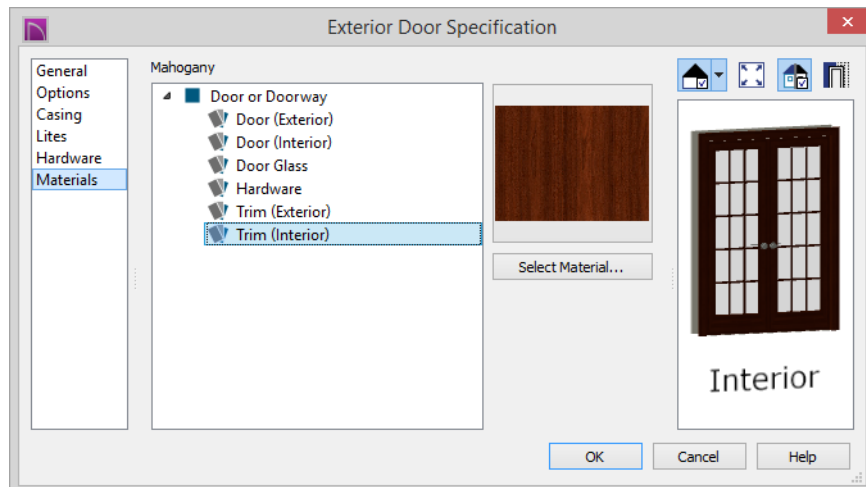 Exterior Door Specification
General
Options
Casing
Lites
Hardware
Materials
Mahogany
Door or Doorway
Door (Exterior)
Door (Interior)
Door Glass
Hardware
Trim (Exterior)
Trim (Interior)
Select Material...
Interior
OK
Cancel
Help